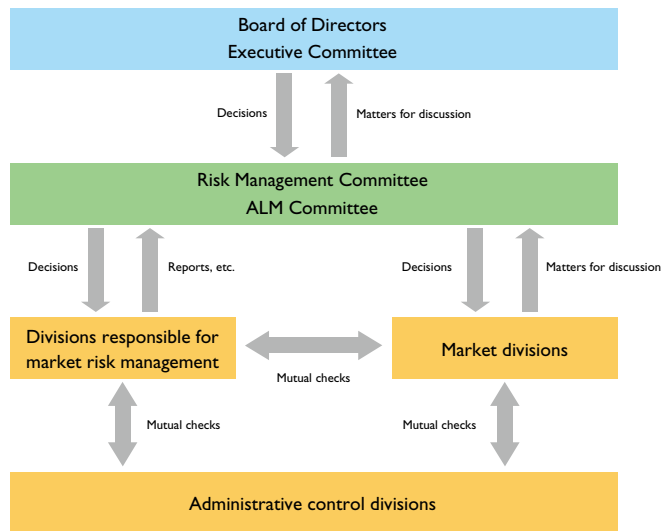 Board of Directors
Executive Committee
Decisions
Matters for discussion
Risk Management Committee
ALM Committee
Decisions
Reports, etc.
Decisions
Matters for discussion
Divisions responsible for
market risk management
Mutual checks
Market divisions
Mutual checks
Mutual checks
Administrative control divisions